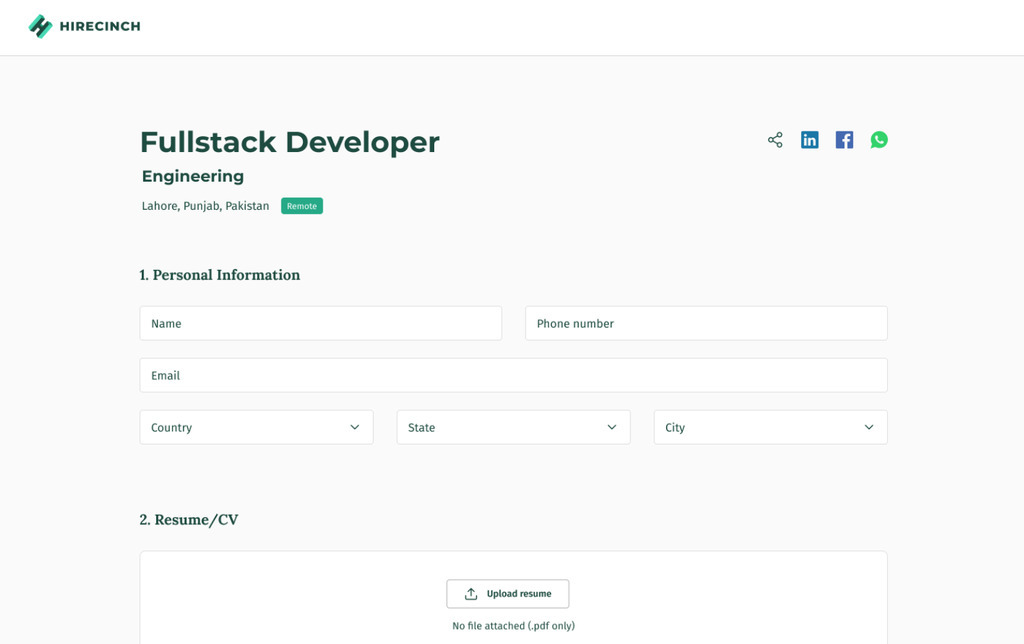 HIRECINCH
Fullstack Developer
Engineering
Lahore, Punjab, Pakistan Remote
1. Personal Information
Name Phone number
Email
Country State City
2. Resume/CV
Upload resume
No file attached (.pdf only)